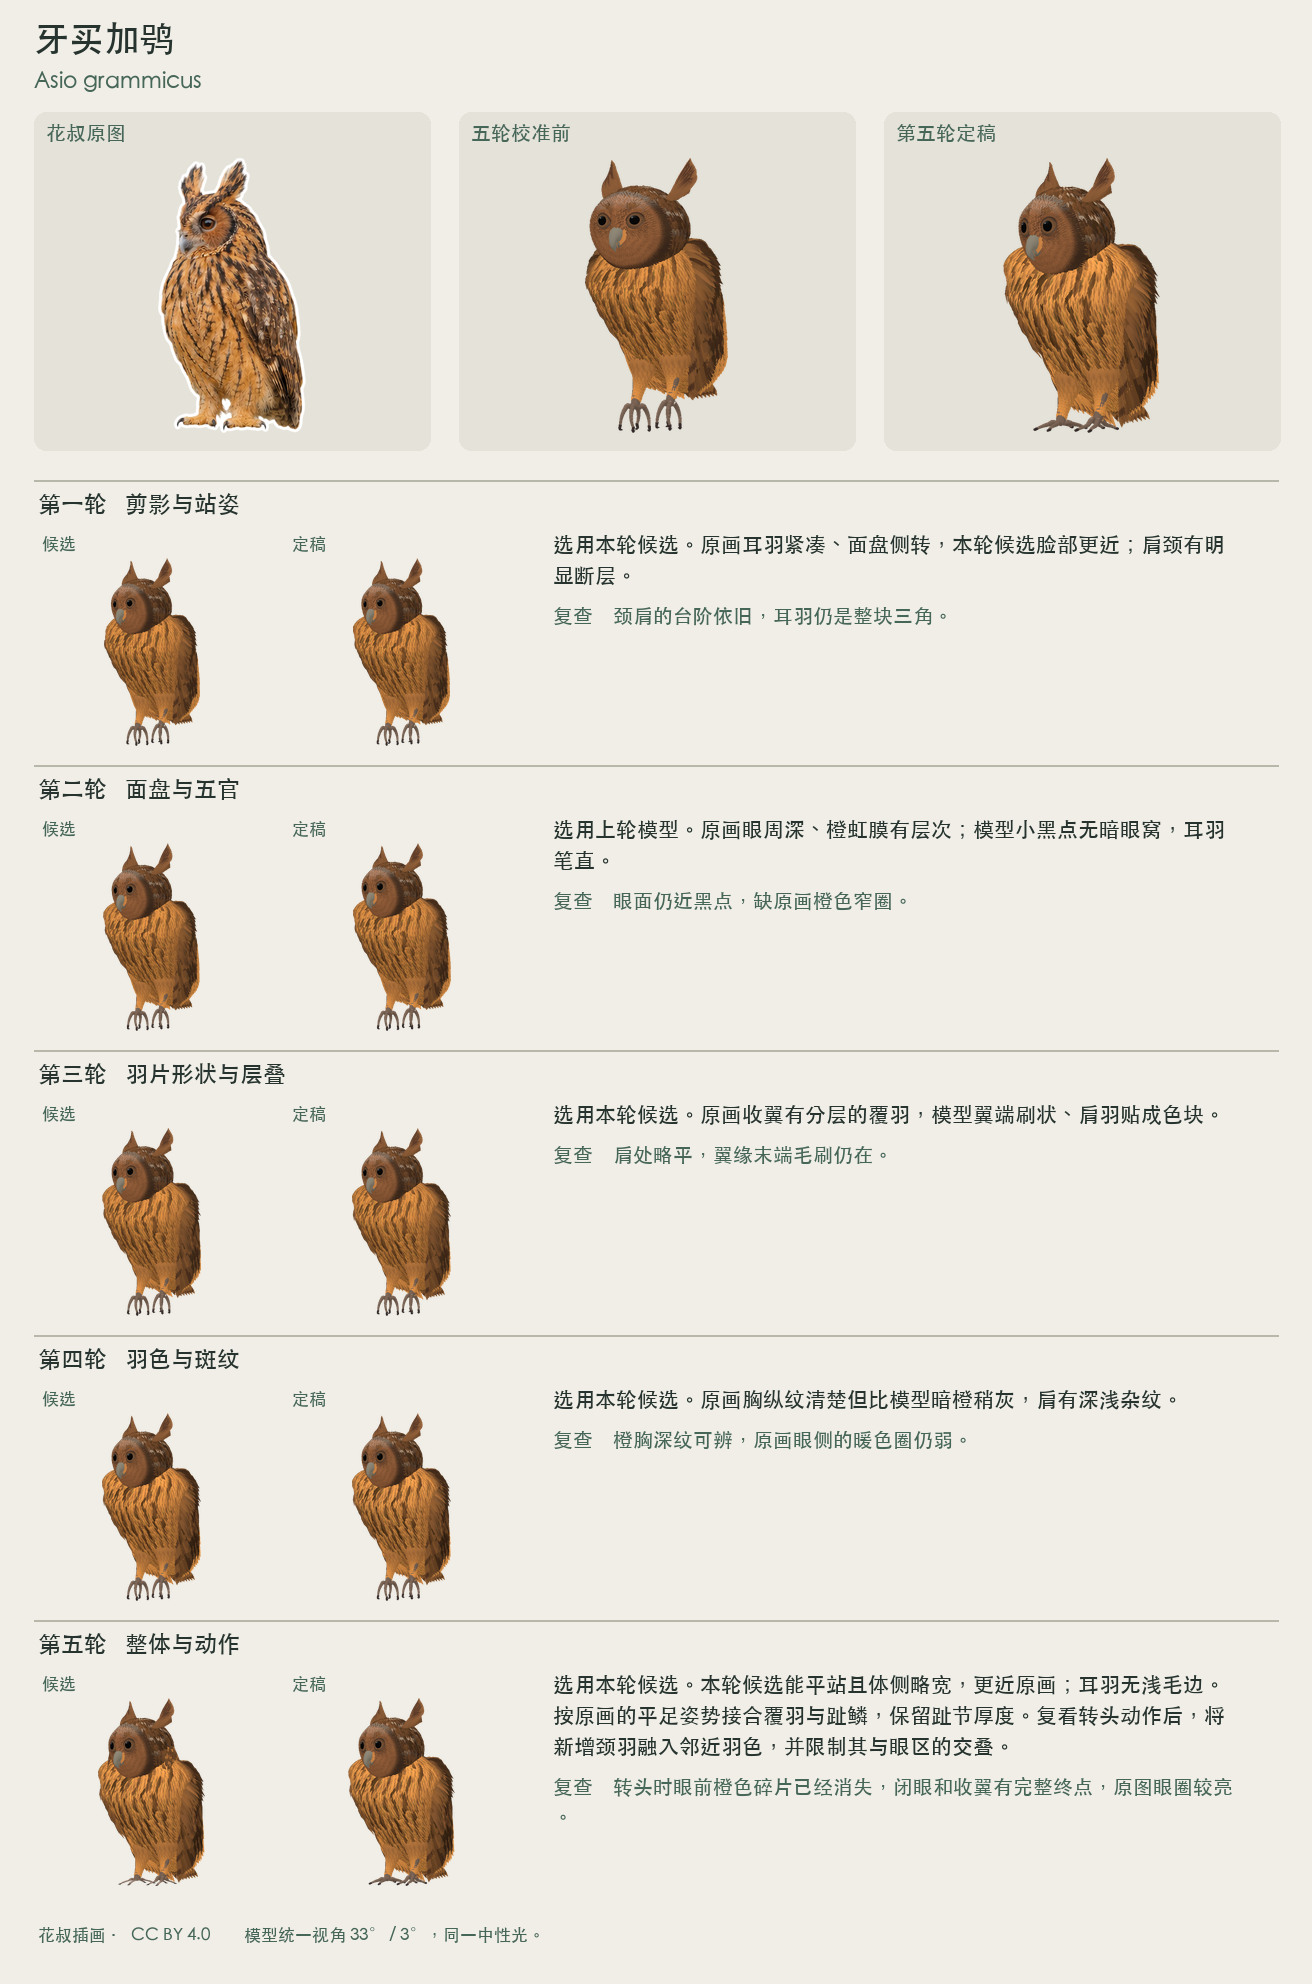 牙买加鸮
Asio grammicus
花叔原图
五轮校准前
第五轮定稿
第一轮 剪影与站姿
候选
定稿
选用本轮候选。原画耳羽紧凑、面盘侧转，本轮候选脸部更近；肩颈有明
显断层。
复查 颈肩的台阶依旧，耳羽仍是整块三角。
第二轮 面盘与五官
候选
定稿
选用上轮模型。原画眼周深、橙虹膜有层次；模型小黑点无暗眼窝，耳羽
笔直。
复查 眼面仍近黑点，缺原画橙色窄圈。
第三轮 羽片形状与层叠
候选
定稿
选用本轮候选。原画收翼有分层的覆羽，模型翼端刷状、肩羽贴成色块。
复查 肩处略平，翼缘末端毛刷仍在。
第四轮 羽色与斑纹
候选
定稿
选用本轮候选。原画胸纵纹清楚但比模型暗橙稍灰，肩有深浅杂纹。
复查 橙胸深纹可辨，原画眼侧的暖色圈仍弱。
第五轮 整体与动作
候选
定稿
选用本轮候选。本轮候选能平站且体侧略宽，更近原画；耳羽无浅毛边。
按原画的平足姿势接合覆羽与趾鳞，保留趾节厚度。复看转头动作后，将
新增颈羽融入邻近羽色，并限制其与眼区的交叠。
复查 转头时眼前橙色碎片已经消失，闭眼和收翼有完整终点，原图眼圈较亮
。
花叔插画 · CC BY 4.0 模型统一视角 33° / 3°，同一中性光。